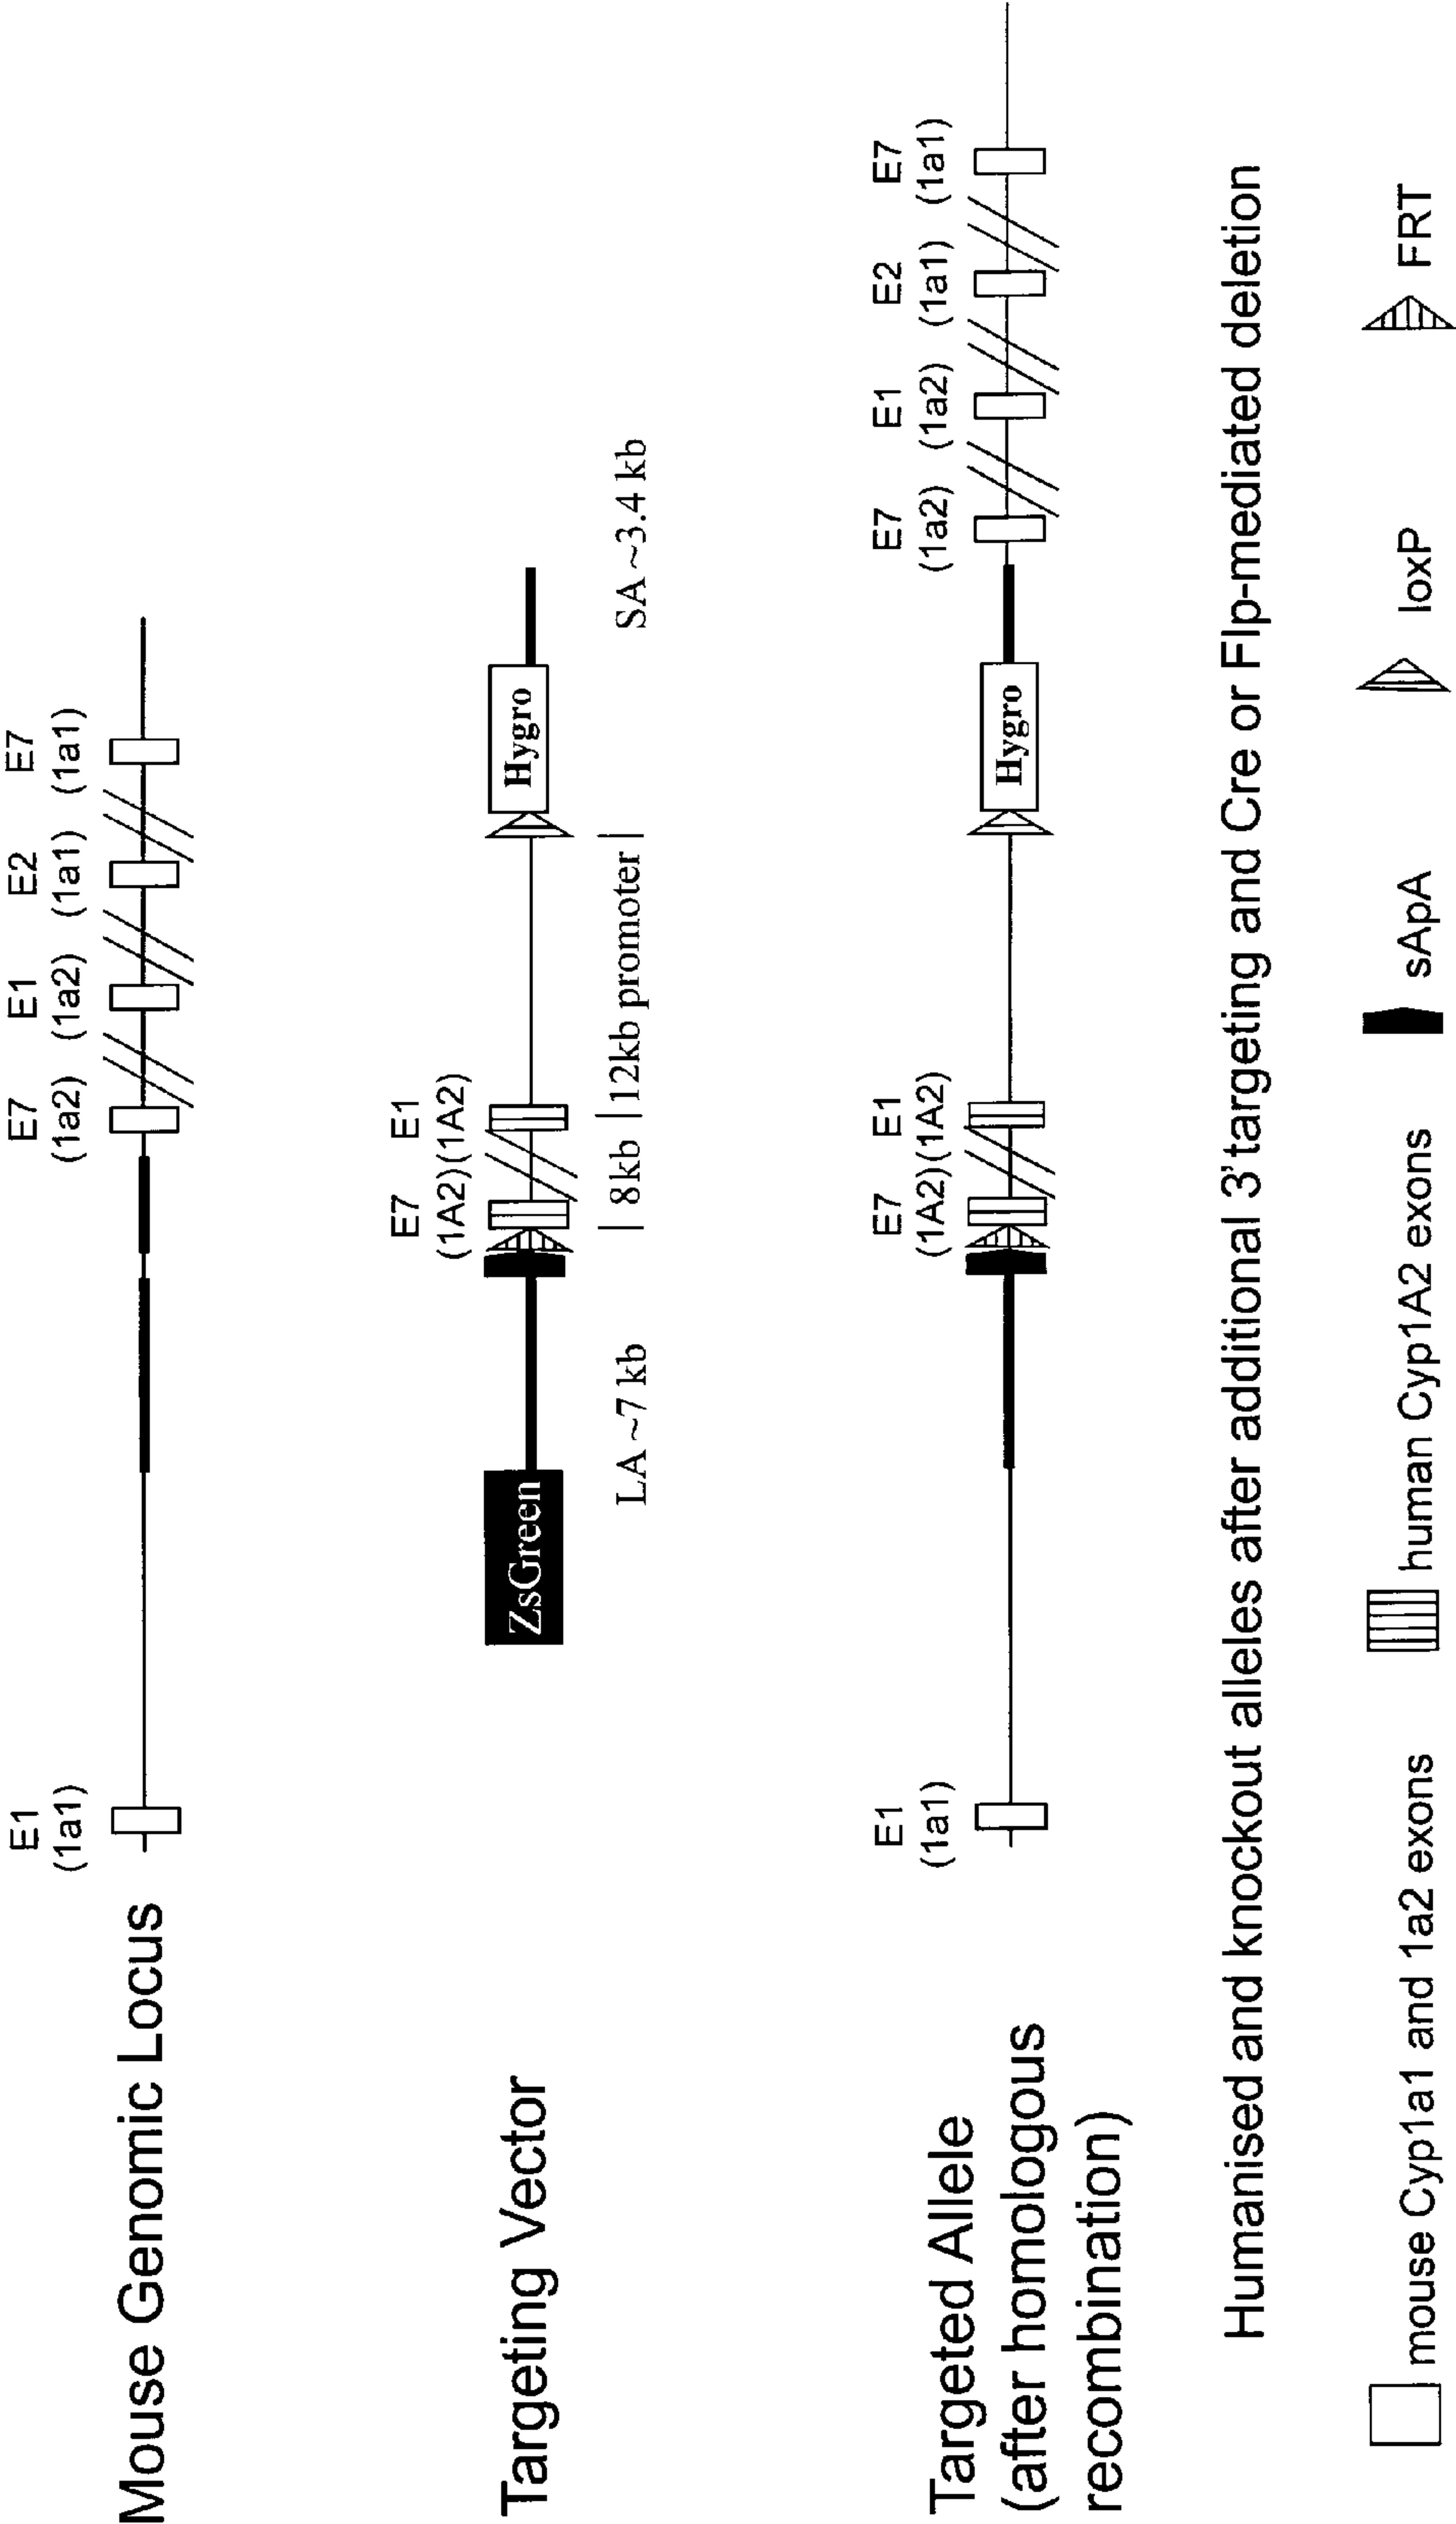 Mouse Genomic Locus
E1 E7 E1 E2 E7
(1a1) (1a2) (1a2) (1a1) (1a1)
Targeting Vector
E7 E1
(1A2)(1A2)
ZsGreen Hygro
LA ~7 kb | 8kb |12kb promoter | SA ~3.4 kb
Targeted Allele
(after homologous
recombination)
E1 E7 E1 E7 E1 E2 E7
(1a1) (1A2)(1A2) (1a2) (1a2) (1a1) (1a1)
Hygro
Humanised and knockout alleles after additional 3'targeting and Cre or Flp-mediated deletion
mouse Cyp1a1 and 1a2 exons human Cyp1A2 exons sApA loxP FRT